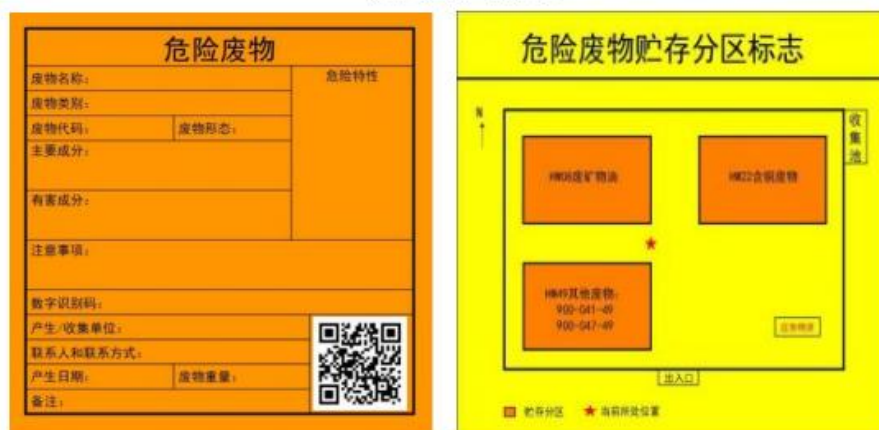 危险废物
废物名称：
危险特性
废物类别：
废物代码：
废物形态：
主要成分：
有害成分：
注意事项：
数字识别码：
产生/收集单位：
联系人和联系方式：
产生日期：
废物重量：
备注：
危险废物贮存分区标志
N
收集池
HW08废矿物油
HW22含铜废物
HW49其他废物：
900-041-49
900-047-49
出入口
贮存分区
当前所处位置